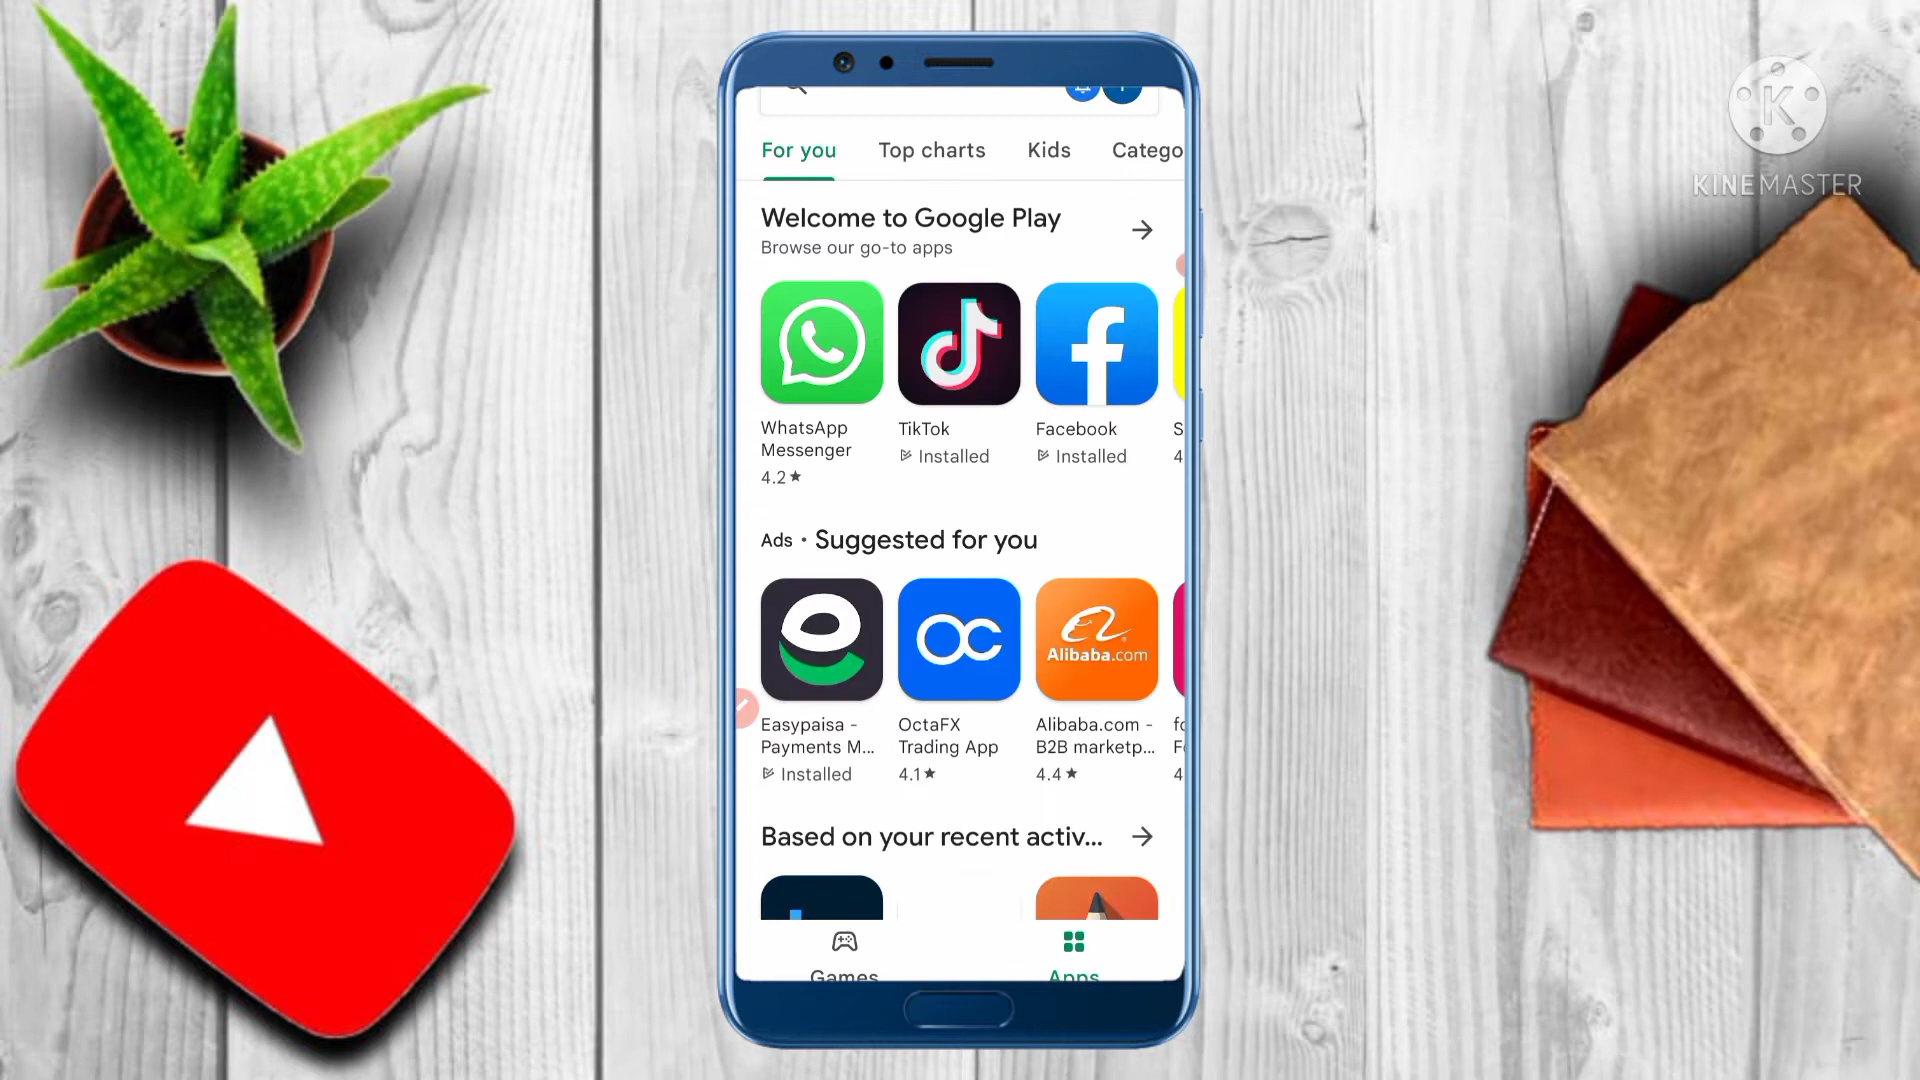 KINEMASTER
For you Top charts Kids Catego
Welcome to Google Play
Browse our go-to apps
WhatsApp
Messenger
4.2★
TikTok
Installed
Facebook
Installed
S
4
Ads • Suggested for you
Alibaba.com
Easypaisa -
Payments M...
Installed
OctaFX
Trading App
4.1★
Alibaba.com -
B2B marketp...
4.4★
4
Based on your recent activ...
Games
Apps